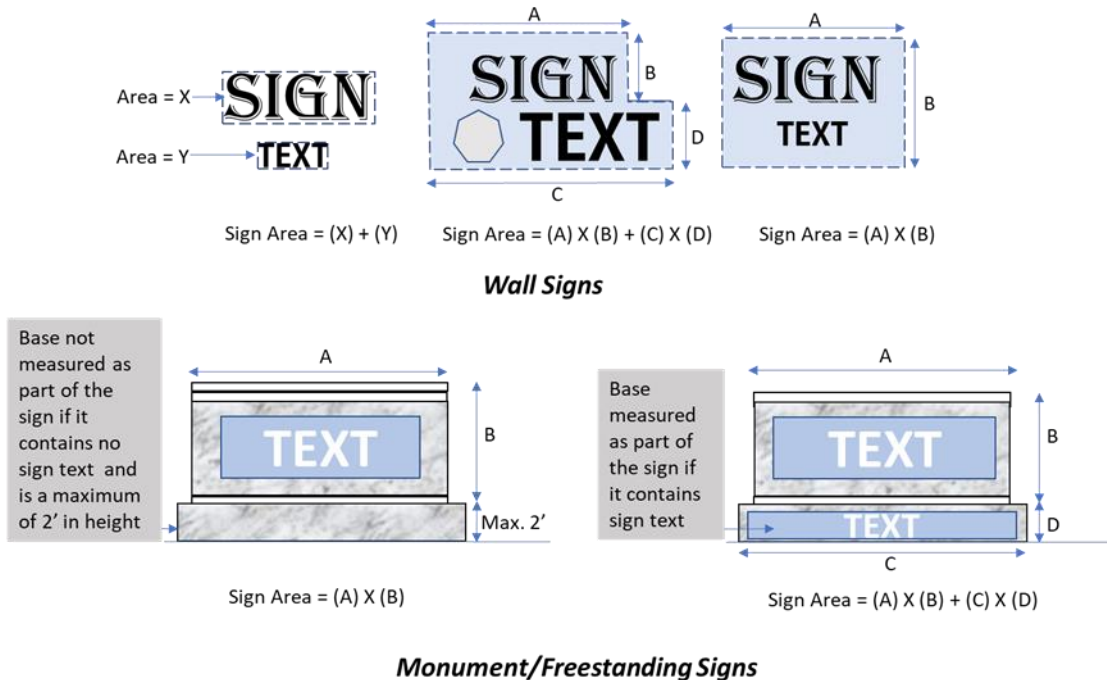 A
A
SIGN
B
SIGN
B
Area = X
TEXT
D
TEXT
Area = Y
TEXT
C
Sign Area = (X) + (Y)
Sign Area = (A) X (B) + (C) X (D)
Sign Area = (A) X (B)
Wall Signs
Base not
measured as
part of the
sign if it
contains no
sign text and
is a maximum
of 2’ in height
A
B
TEXT
Max. 2’
Sign Area = (A) X (B)
Base
measured
as part of
the sign if
it contains
sign text
A
B
TEXT
TEXT
D
C
Sign Area = (A) X (B) + (C) X (D)
Monument/Freestanding Signs